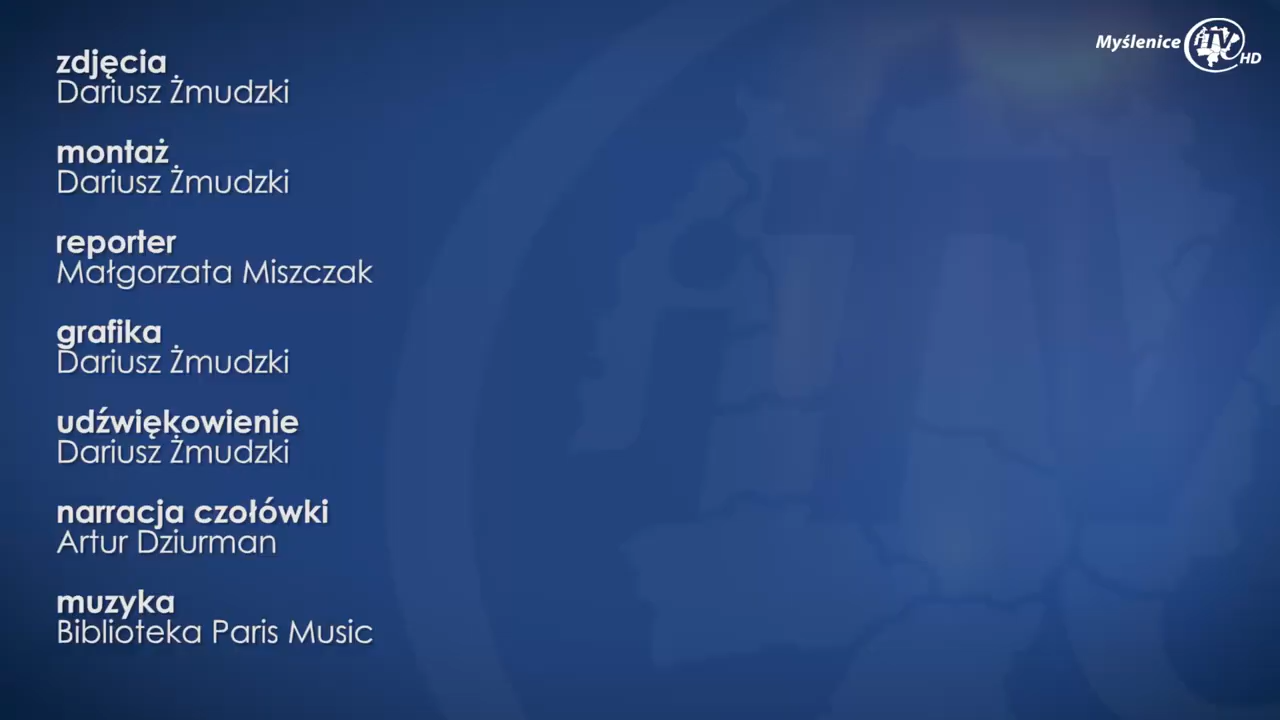 zdjęcia
Dariusz Żmudzki
montaż
Dariusz Żmudzki
reporter
Małgorzata Miszczak
grafika
Dariusz Żmudzki
udźwiękowienie
Dariusz Żmudzki
narracja czołówki
Artur Dziurman
muzyka
Biblioteka Paris Music
Myślenice iTV HD